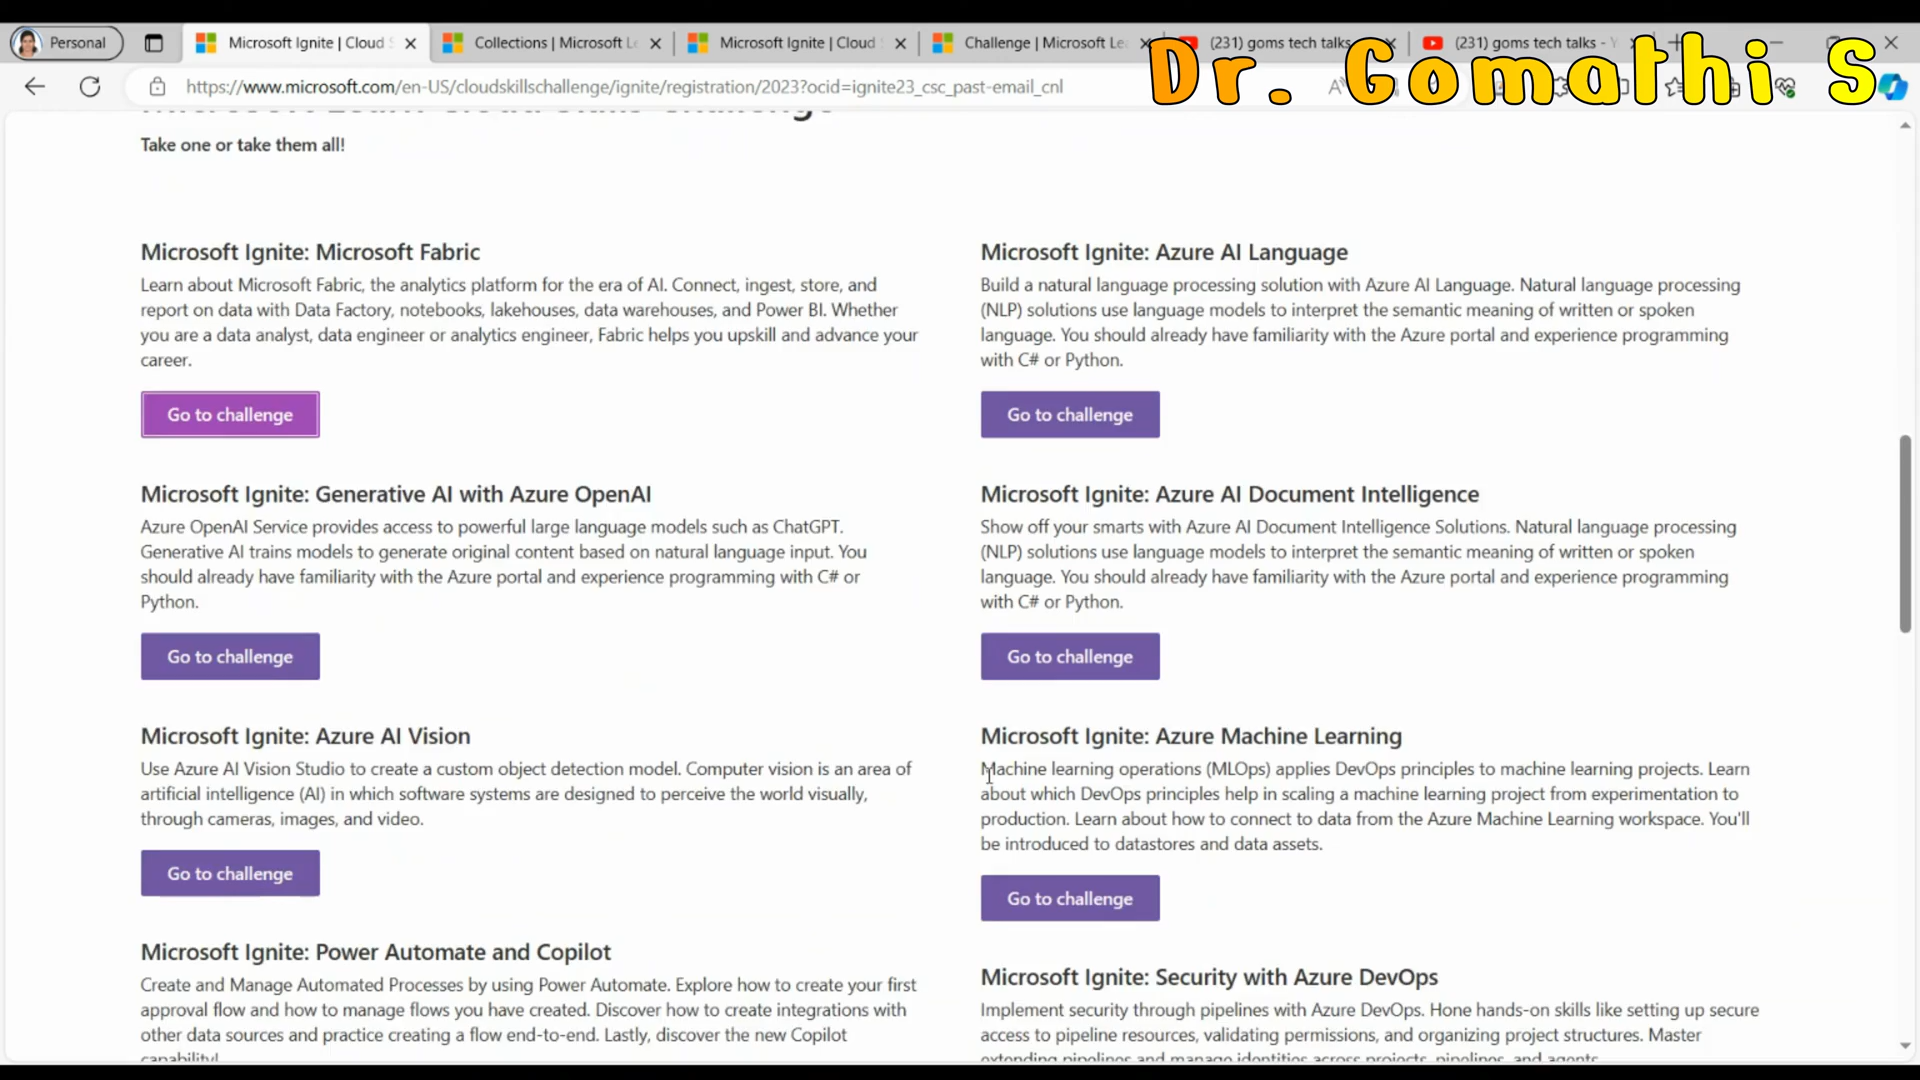 Personal
Microsoft Ignite | Cloud
Collections | Microsoft Le
Microsoft Ignite | Cloud
Challenge | Microsoft Le
(231) goms tech talks
(231) goms tech talks - Y
Dr. Gomathi S
https://www.microsoft.com/en-US/cloudskillschallenge/ignite/registration/2023?ocid=ignite23_csc_past-email_cnl
Take one or take them all!
Microsoft Ignite: Microsoft Fabric
Learn about Microsoft Fabric, the analytics platform for the era of AI. Connect, ingest, store, and
report on data with Data Factory, notebooks, lakehouses, data warehouses, and Power BI. Whether
you are a data analyst, data engineer or analytics engineer, Fabric helps you upskill and advance your
career.
Go to challenge
Microsoft Ignite: Azure AI Language
Build a natural language processing solution with Azure AI Language. Natural language processing
(NLP) solutions use language models to interpret the semantic meaning of written or spoken
language. You should already have familiarity with the Azure portal and experience programming
with C# or Python.
Go to challenge
Microsoft Ignite: Generative AI with Azure OpenAI
Azure OpenAI Service provides access to powerful large language models such as ChatGPT.
Generative AI trains models to generate original content based on natural language input. You
should already have familiarity with the Azure portal and experience programming with C# or
Python.
Go to challenge
Microsoft Ignite: Azure AI Document Intelligence
Show off your smarts with Azure AI Document Intelligence Solutions. Natural language processing
(NLP) solutions use language models to interpret the semantic meaning of written or spoken
language. You should already have familiarity with the Azure portal and experience programming
with C# or Python.
Go to challenge
Microsoft Ignite: Azure AI Vision
Use Azure AI Vision Studio to create a custom object detection model. Computer vision is an area of
artificial intelligence (AI) in which software systems are designed to perceive the world visually,
through cameras, images, and video.
Go to challenge
Microsoft Ignite: Azure Machine Learning
Machine learning operations (MLOps) applies DevOps principles to machine learning projects. Learn
about which DevOps principles help in scaling a machine learning project from experimentation to
production. Learn about how to connect to data from the Azure Machine Learning workspace. You'll
be introduced to datastores and data assets.
Go to challenge
Microsoft Ignite: Power Automate and Copilot
Create and Manage Automated Processes by using Power Automate. Explore how to create your first
approval flow and how to manage flows you have created. Discover how to create integrations with
other data sources and practice creating a flow end-to-end. Lastly, discover the new Copilot
capability!
Microsoft Ignite: Security with Azure DevOps
Implement security through pipelines with Azure DevOps. Hone hands-on skills like setting up secure
access to pipeline resources, validating permissions, and organizing project structures. Master
extending pipelines and manage identities across projects, pipelines, and agents.